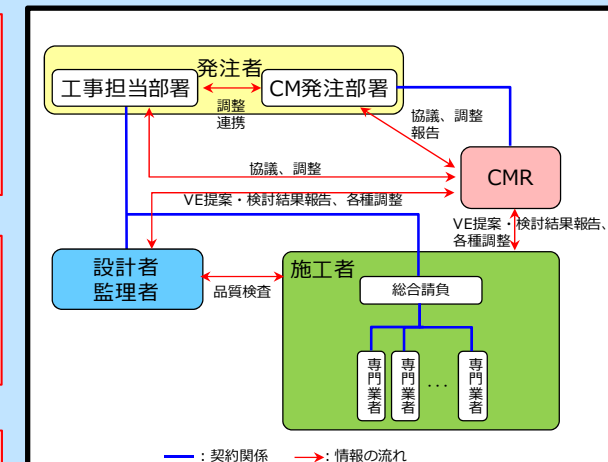 発注者
工事担当部署
CM発注部署
調整
連携
協議、調整
報告
協議、調整
CMR
VE提案・検討結果報告、各種調整
VE提案・検討結果報告、
各種調整
設計者
監理者
品質検査
施工者
総合請負
専門業者
専門業者
...
専門業者
：契約関係
：情報の流れ